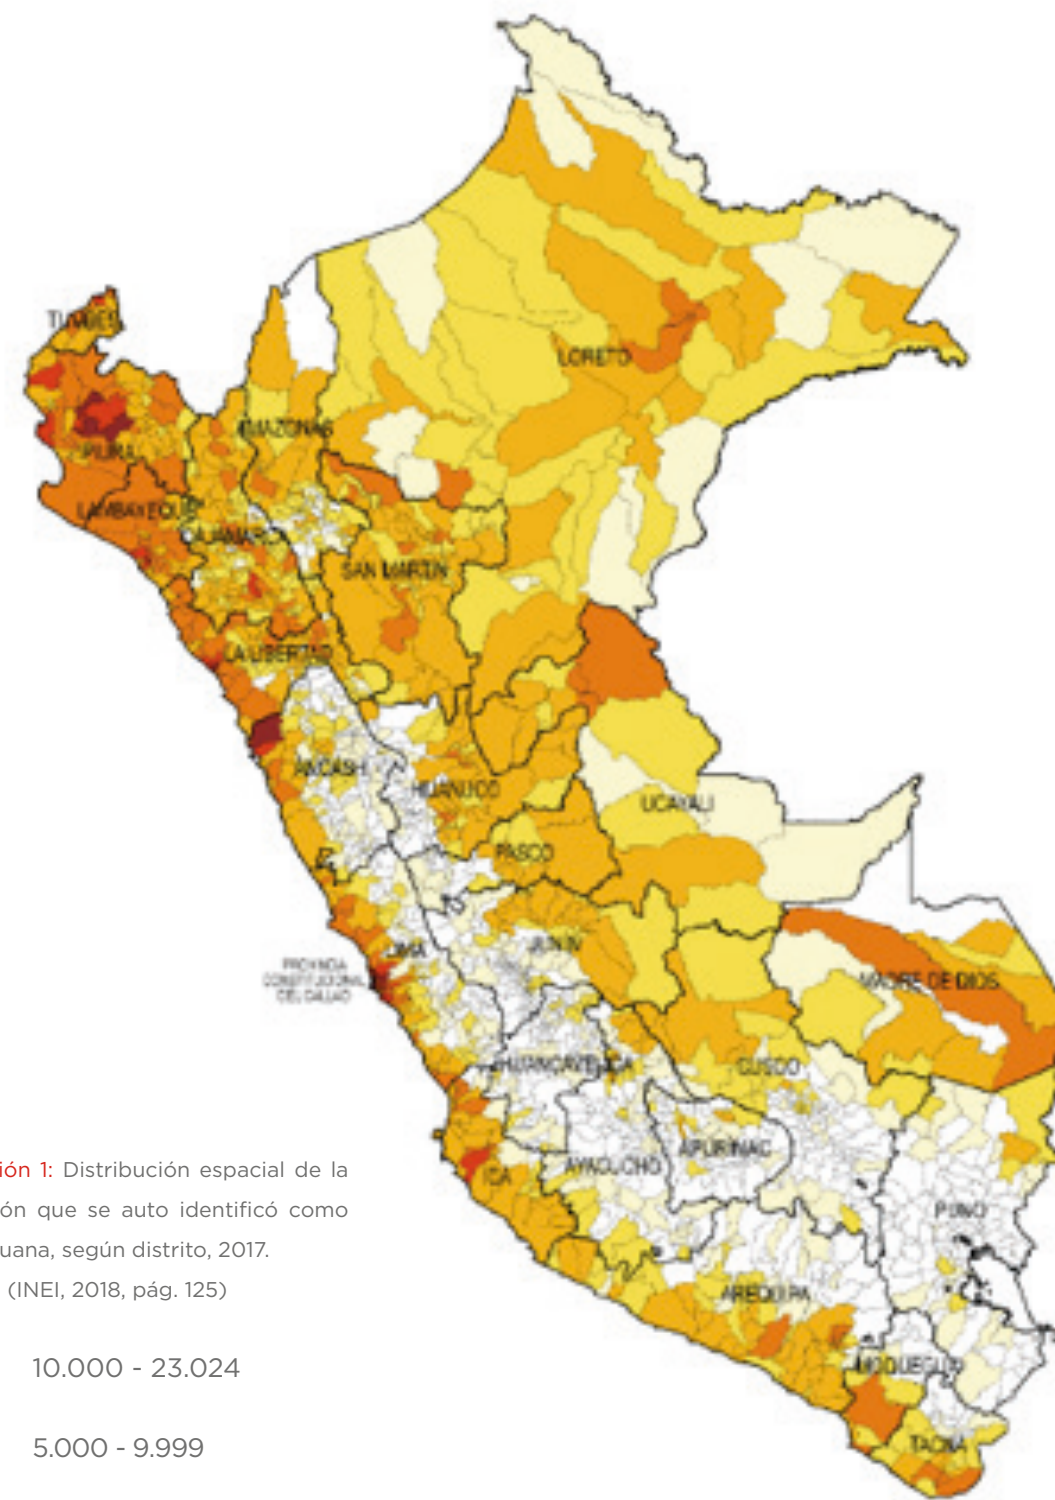 TUMBES
LORETO
AMAZONAS
PIURA
LAMBAYEQUE
CAJAMARCA
SAN MARTIN
LA LIBERTAD
ANCASH
HUANUCO
UCAYALI
PASCO
LIMA
JUNIN
PROVINCIA
CONSTITUCIONAL
DEL CALLAO
MADRE DE DIOS
HUANCAVELICA
CUSCO
ión 1: Distribución espacial de la
ón que se auto identificó como
uana, según distrito, 2017.
(INEI, 2018, pág. 125)
APURIMAC
AYACUCHO
ICA
PUNO
AREQUIPA
MOQUEGUA
TACNA
10.000 - 23.024
5.000 - 9.999